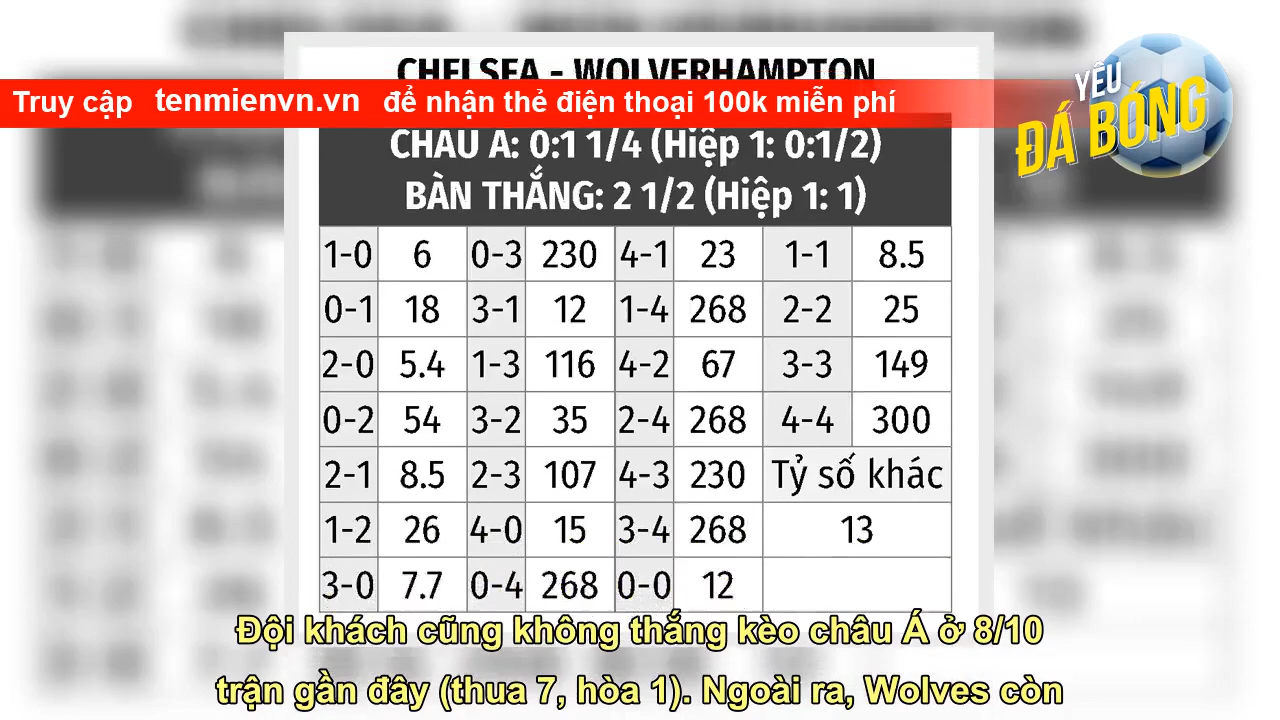 CHELSEA - WOLVERHAMPTON
Truy cập tenmienvn.vn để nhận thẻ điện thoại 100k miễn phí
YÊU
ĐÁ BÓNG
CHÂU Á: 0:1 1/4 (Hiệp 1: 0:1/2)
BÀN THẮNG: 2 1/2 (Hiệp 1: 1)
1-0 6 0-3 230 4-1 23 1-1 8.5
0-1 18 3-1 12 1-4 268 2-2 25
2-0 5.4 1-3 116 4-2 67 3-3 149
0-2 54 3-2 35 2-4 268 4-4 300
2-1 8.5 2-3 107 4-3 230 Tỷ số khác
1-2 26 4-0 15 3-4 268 13
3-0 7.7 0-4 268 0-0 12
Đội khách cũng không thắng kèo châu Á ở 8/10
trận gần đây (thua 7, hòa 1). Ngoài ra, Wolves còn